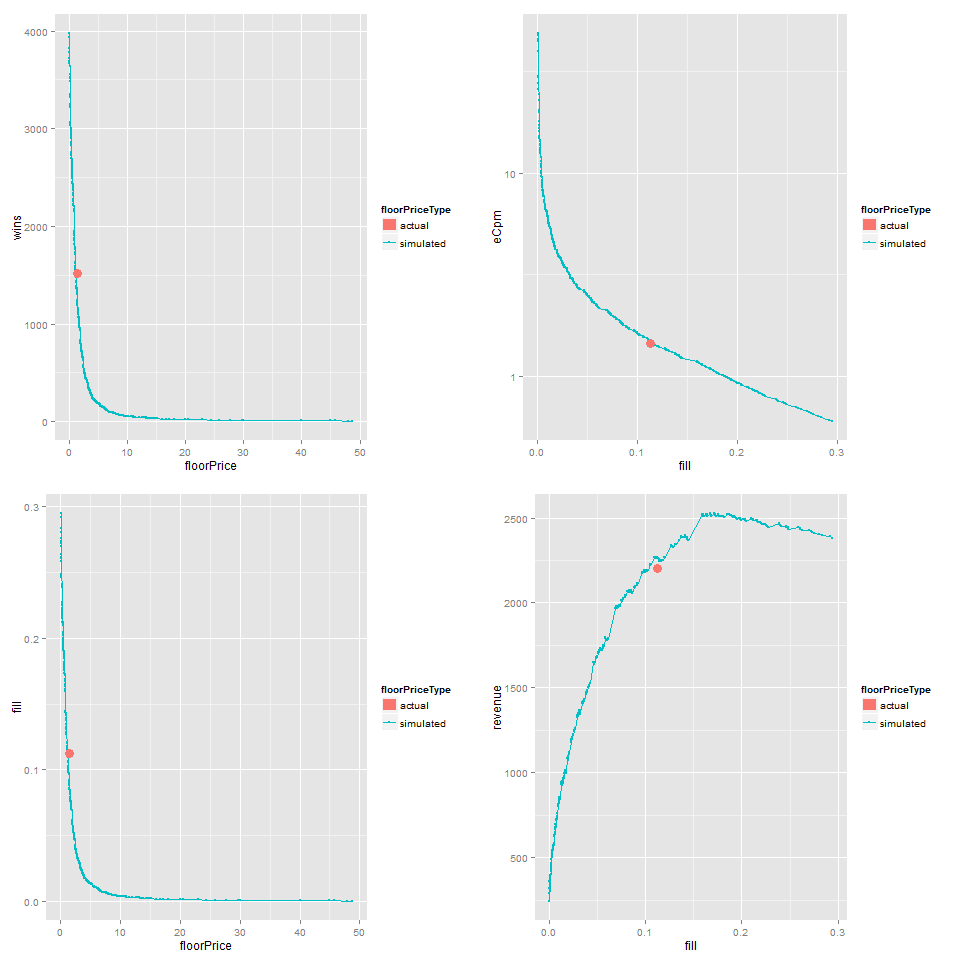 4000
3000
2000
1000
0
wins
0 10 20 30 40 50
floorPrice
floorPriceType
actual
simulated
10
1
eCpm
0.0 0.1 0.2 0.3
fill
floorPriceType
actual
simulated
0.3
0.2
0.1
0.0
fill
0 10 20 30 40 50
floorPrice
floorPriceType
actual
simulated
2500
2000
1500
1000
500
revenue
0.0 0.1 0.2 0.3
fill
floorPriceType
actual
simulated